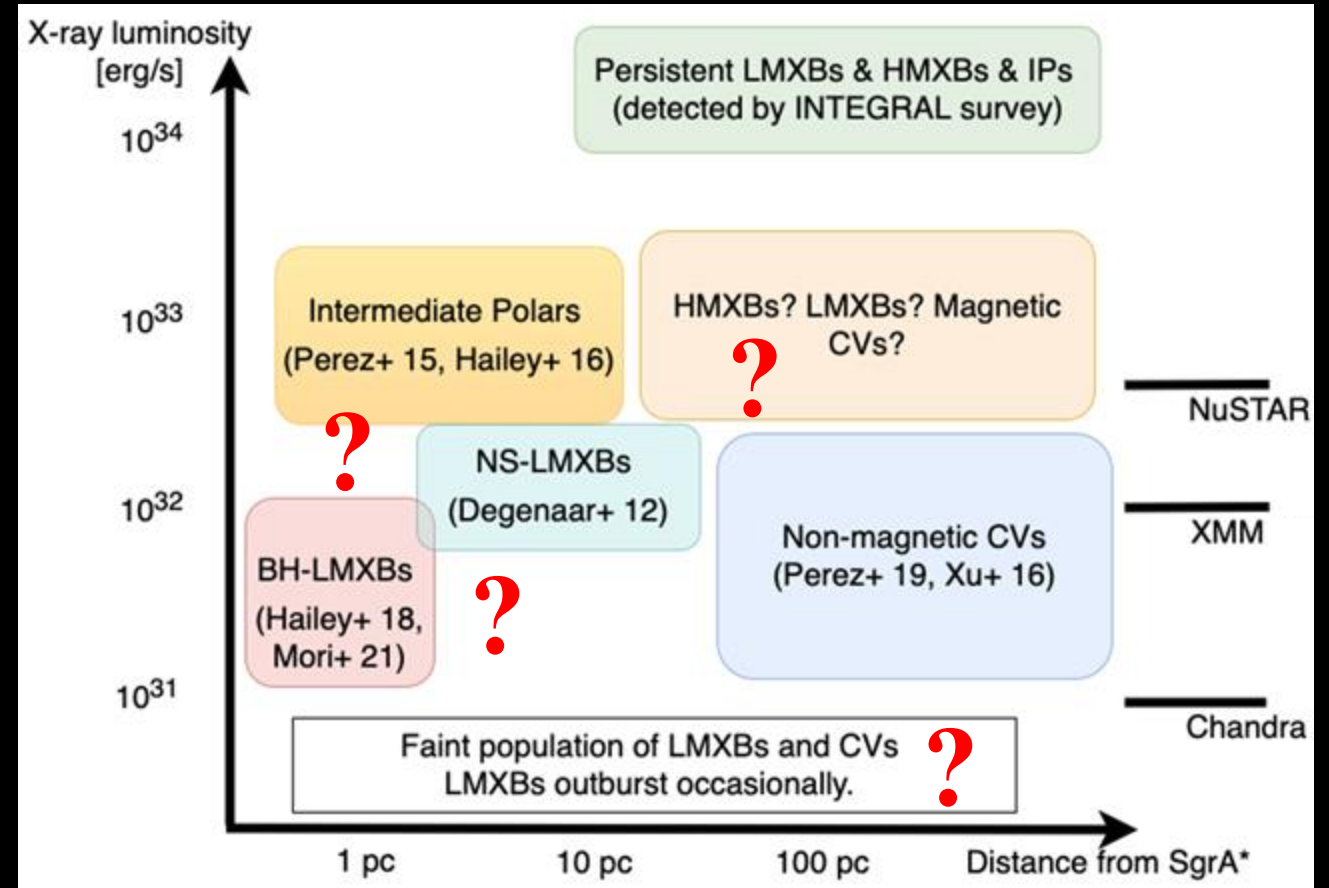 X-ray luminosity
[erg/s]
Persistent LMXBs & HMXBs & IPs
(detected by INTEGRAL survey)
10³⁴
Intermediate Polars
(Perez+ 15, Hailey+ 16)
HMXBs? LMXBs? Magnetic
CVs?
?
10³³
NuSTAR
?
NS-LMXBs
(Degenaar+ 12)
10³²
XMM
BH-LMXBs
(Hailey+ 18,
Mori+ 21)
?
Non-magnetic CVs
(Perez+ 19, Xu+ 16)
10³¹
Chandra
Faint population of LMXBs and CVs
LMXBs outburst occasionally.
?
1 pc
10 pc
100 pc
Distance from SgrA*